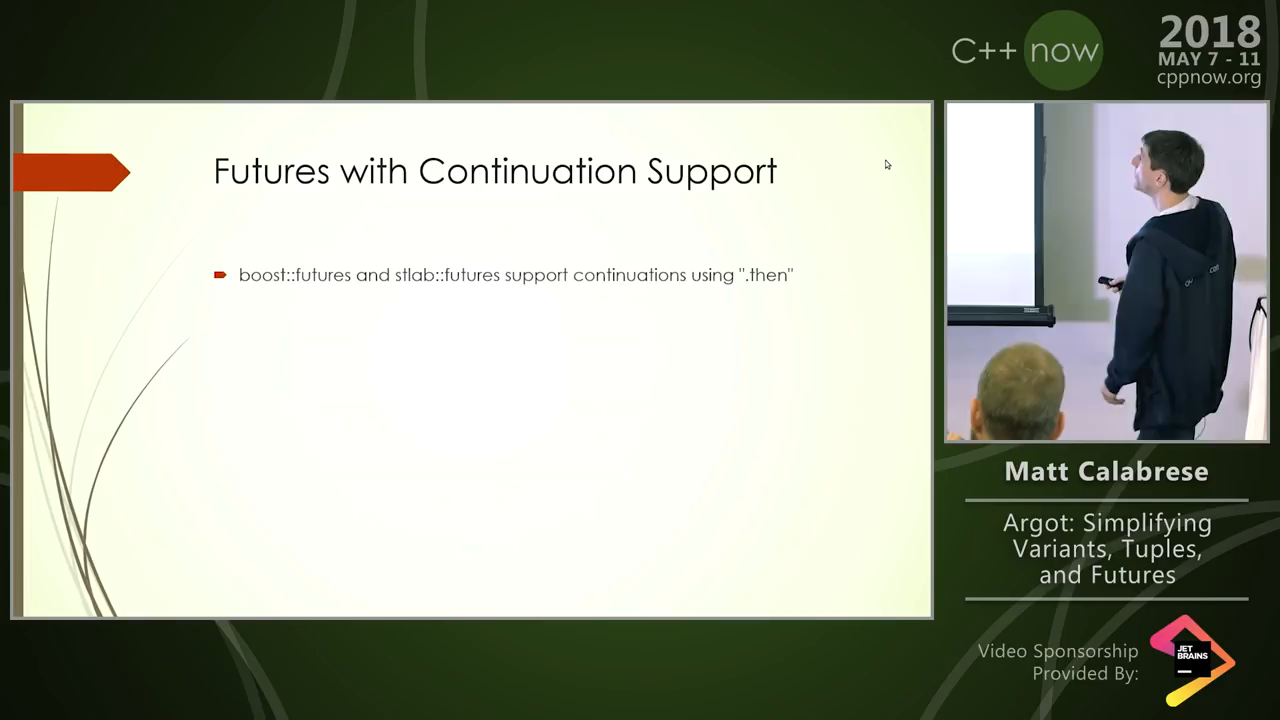 C++ now
2018
MAY 7 - 11
cppnow.org
Futures with Continuation Support
boost::futures and stlab::futures support continuations using ".then"
Matt Calabrese
Argot: Simplifying
Variants, Tuples,
and Futures
Video Sponsorship
Provided By:
JET
BRAINS